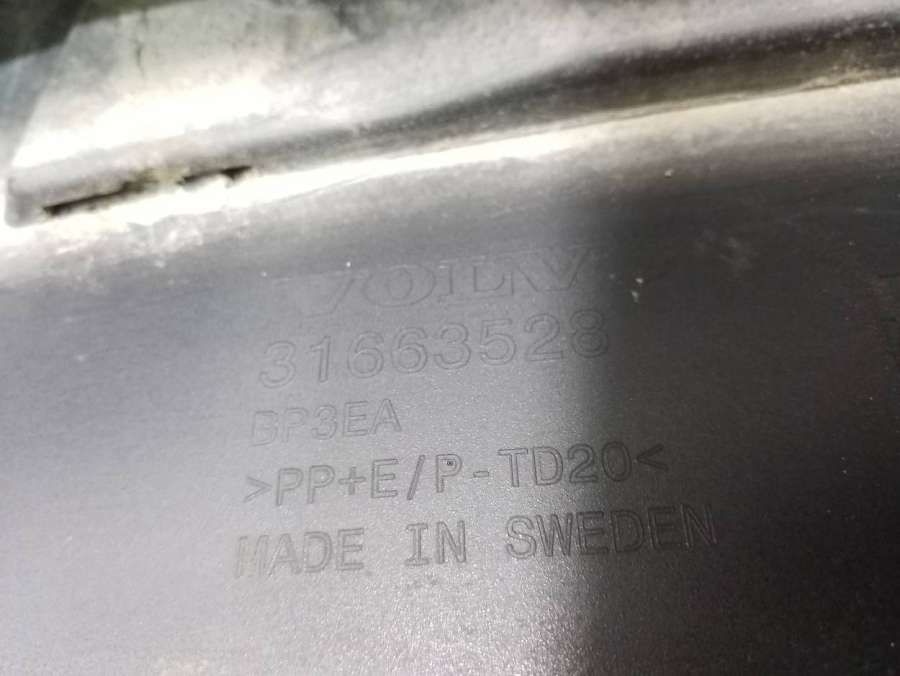 VOLVO
31663528
BP3EA
>PP+E/P-TD20<
MADE IN SWEDEN